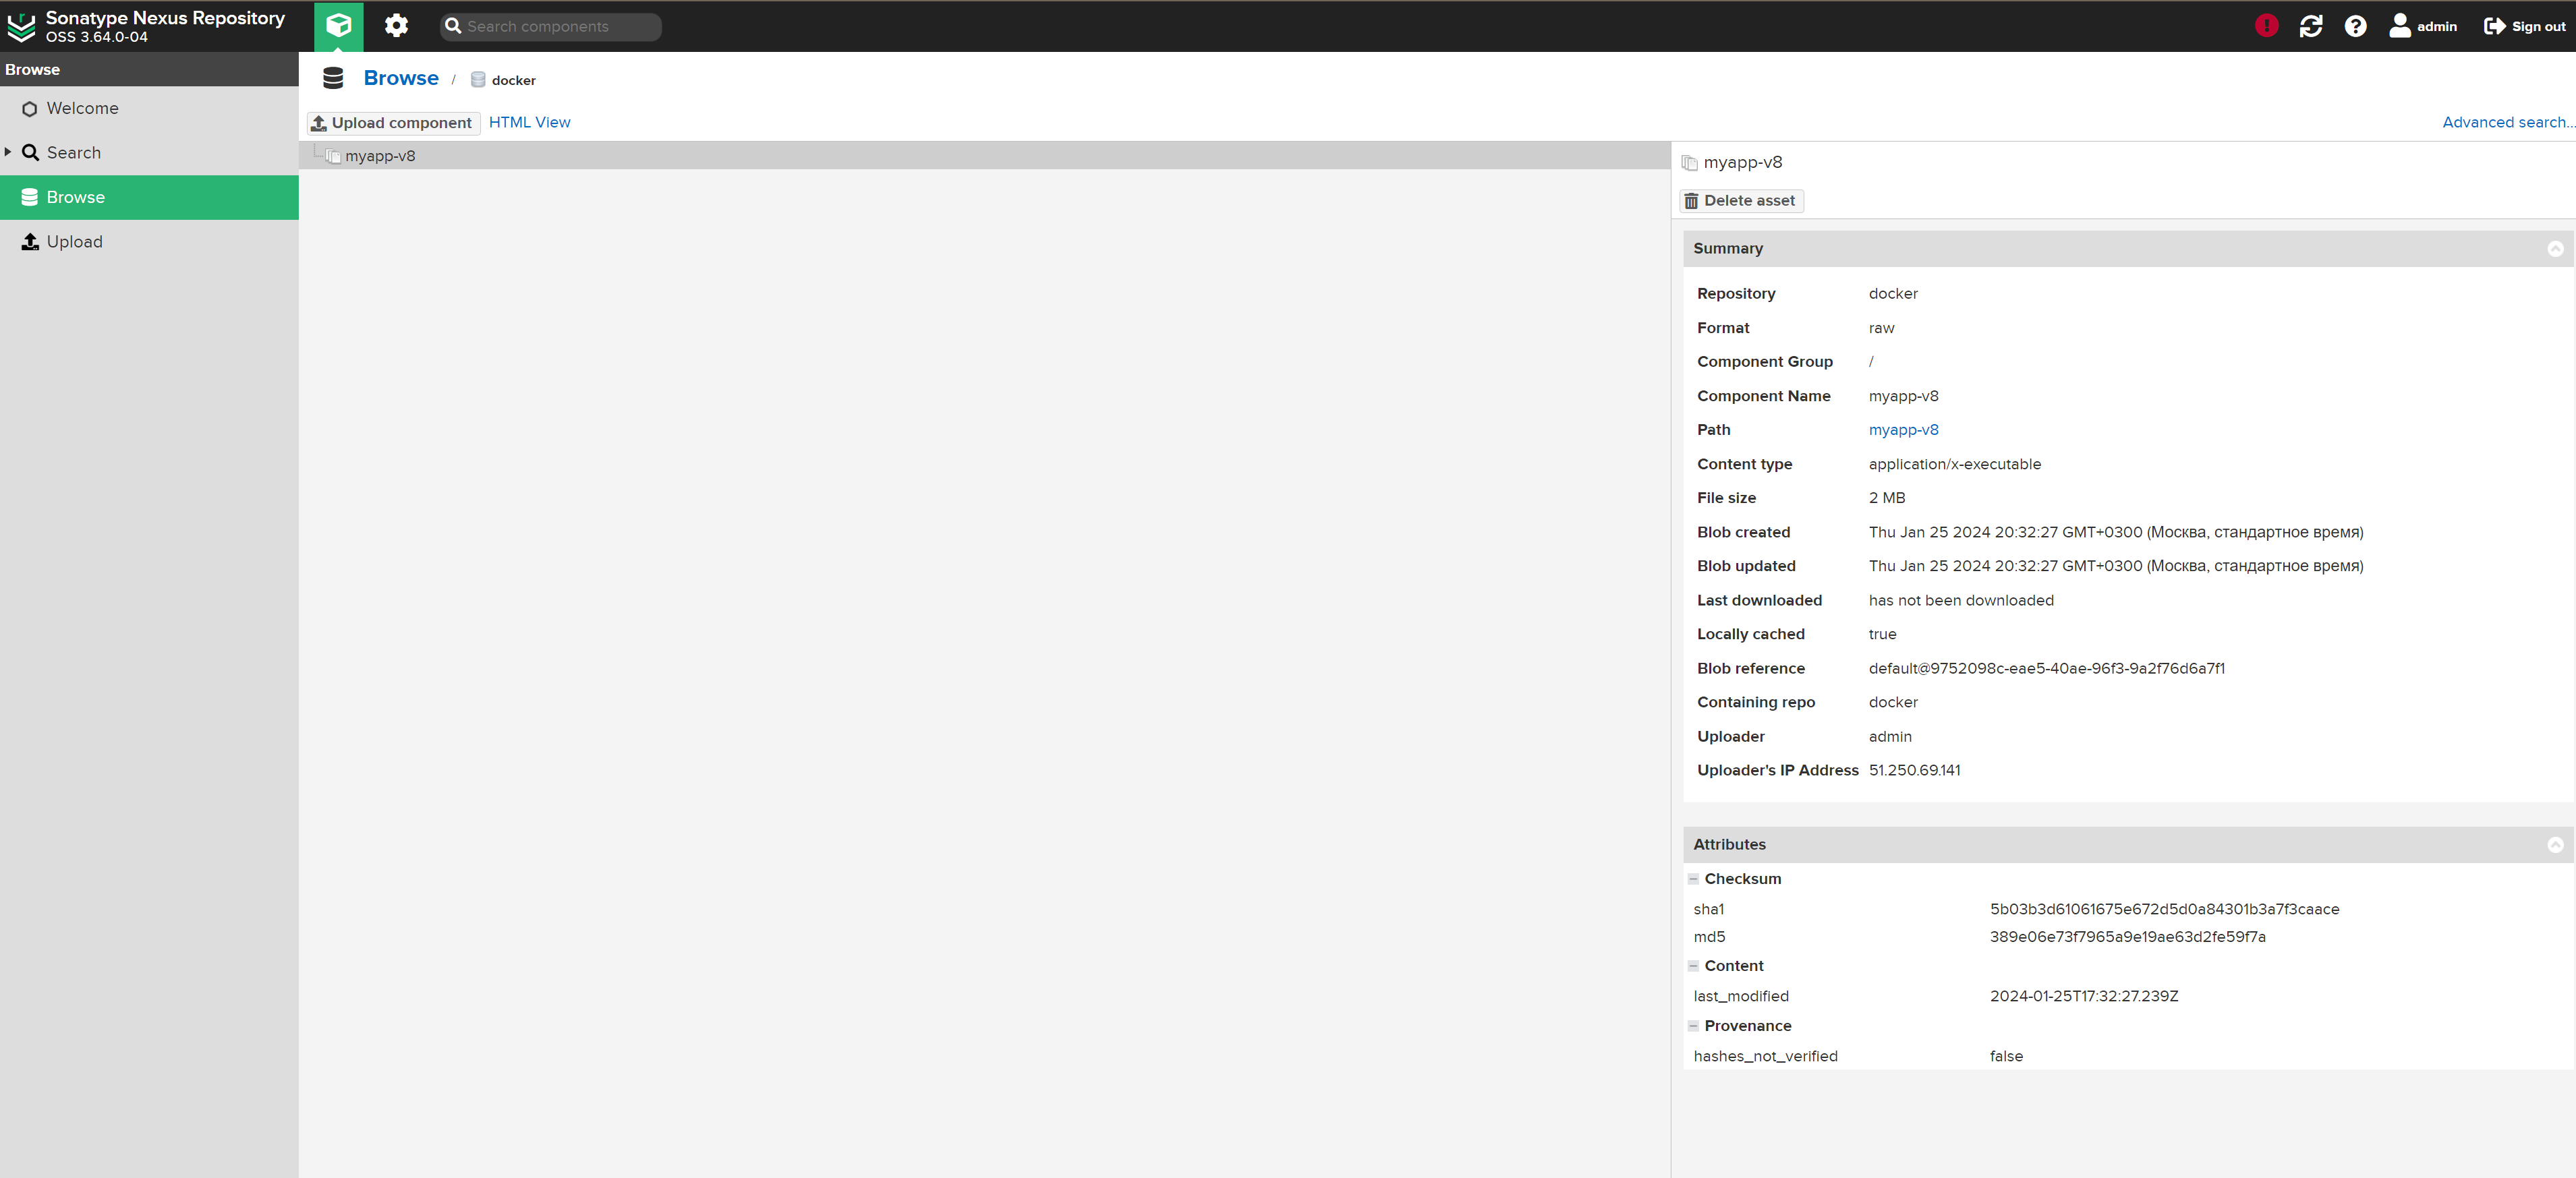 Sonatype Nexus Repository
OSS 3.64.0-04
Search components
admin
Sign out
Browse
Welcome
Search
Browse
Upload
Browse / docker
Upload component
HTML View
Advanced search...
myapp-v8
myapp-v8
Delete asset
Summary
Repository docker
Format raw
Component Group /
Component Name myapp-v8
Path myapp-v8
Content type application/x-executable
File size 2 MB
Blob created Thu Jan 25 2024 20:32:27 GMT+0300 (Москва, стандартное время)
Blob updated Thu Jan 25 2024 20:32:27 GMT+0300 (Москва, стандартное время)
Last downloaded has not been downloaded
Locally cached true
Blob reference default@9752098c-eae5-40ae-96f3-9a2f76d6a7f1
Containing repo docker
Uploader admin
Uploader's IP Address 51.250.69.141
Attributes
Checksum
sha1 5b03b3d61061675e672d5d0a84301b3a7f3caace
md5 389e06e73f7965a9e19ae63d2fe59f7a
Content
last_modified 2024-01-25T17:32:27.239Z
Provenance
hashes_not_verified false